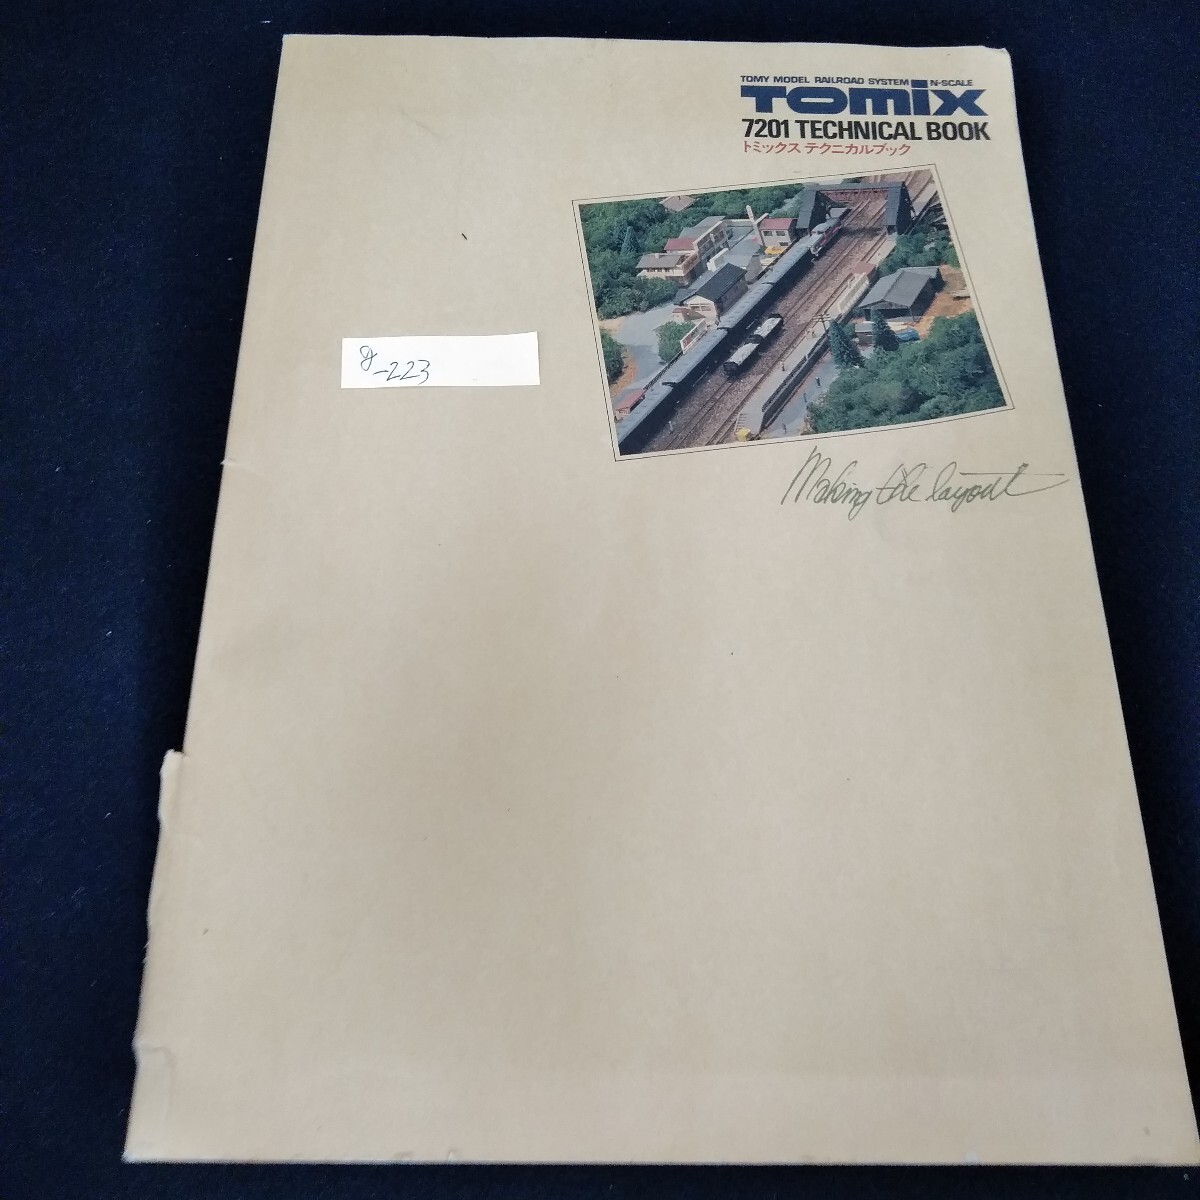 TOMY MODEL RAILROAD SYSTEM N-SCALE
TOMIX
7201 TECHNICAL BOOK
トミックス テクニカルブック
-223
Making the layout